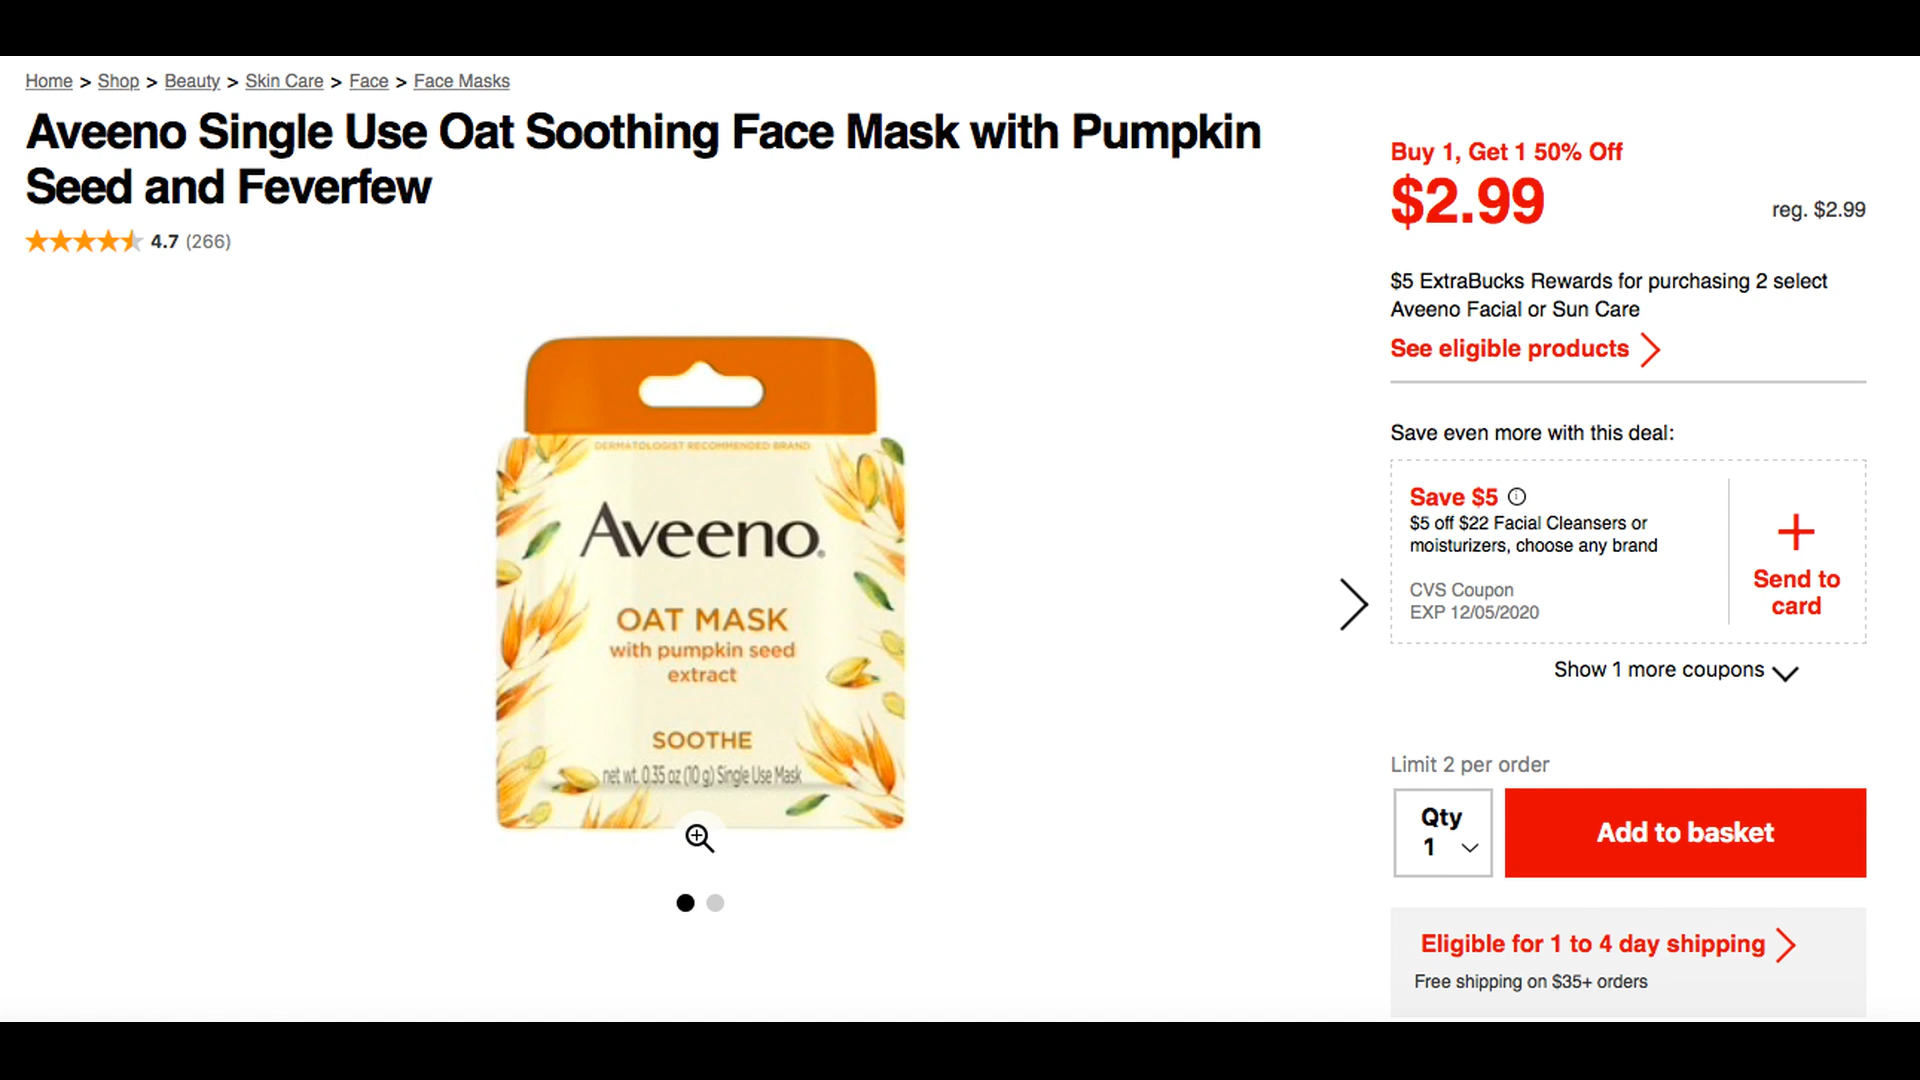 Home > Shop > Beauty > Skin Care > Face > Face Masks
Aveeno Single Use Oat Soothing Face Mask with Pumpkin
Seed and Feverfew
4.7 (266)
DERMATOLOGIST RECOMMENDED BRAND
Aveeno®
OAT MASK
with pumpkin seed
extract
SOOTHE
net wt. 0.35 oz (10 g) Single Use Mask
Buy 1, Get 1 50% Off
$2.99
reg. $2.99
$5 ExtraBucks Rewards for purchasing 2 select
Aveeno Facial or Sun Care
See eligible products
Save even more with this deal:
Save $5
$5 off $22 Facial Cleansers or
moisturizers, choose any brand
CVS Coupon
EXP 12/05/2020
Send to
card
Show 1 more coupons
Limit 2 per order
Qty
1
Add to basket
Eligible for 1 to 4 day shipping
Free shipping on $35+ orders